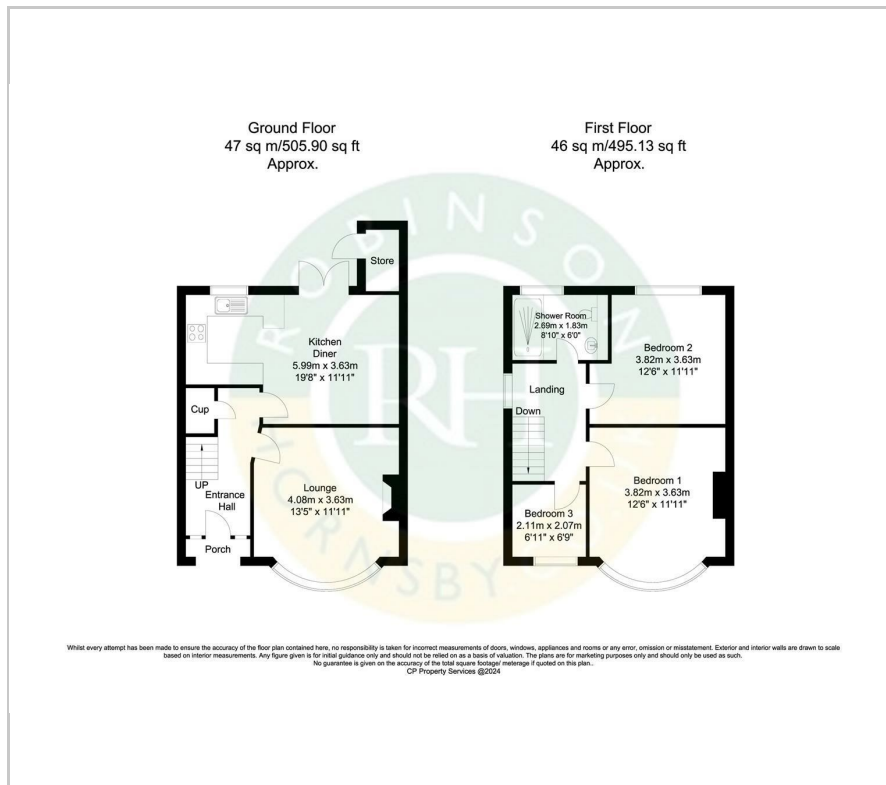 Ground Floor
47 sq m/505.90 sq ft
Approx.
First Floor
46 sq m/495.13 sq ft
Approx.
ROBINSON
HORNSBY
RH
Store
Kitchen
Diner
5.99m x 3.63m
19'8" x 11'11"
Cup
UP
Entrance
Hall
Porch
Lounge
4.08m x 3.63m
13'5" x 11'11"
Shower Room
2.69m x 1.83m
8'10" x 6'0"
Bedroom 2
3.82m x 3.63m
12'6" x 11'11"
Landing
Down
Bedroom 1
3.82m x 3.63m
12'6" x 11'11"
Bedroom 3
2.11m x 2.07m
6'11" x 6'9"
Whilst every attempt has been made to ensure the accuracy of the floor plan contained here, no responsibility is taken for incorrect measurements of doors, windows, appliances and rooms or any error, omission or misstatement. Exterior and interior walls are drawn to scale
based on interior measurements. Any figure given is for initial guidance only and should not be relied on as a basis of valuation. The plans are for marketing purposes only and should only be used as such.
No guarantee is given on the accuracy of the total square footage/ meterage if quoted on this plan..
CP Property Services @2024